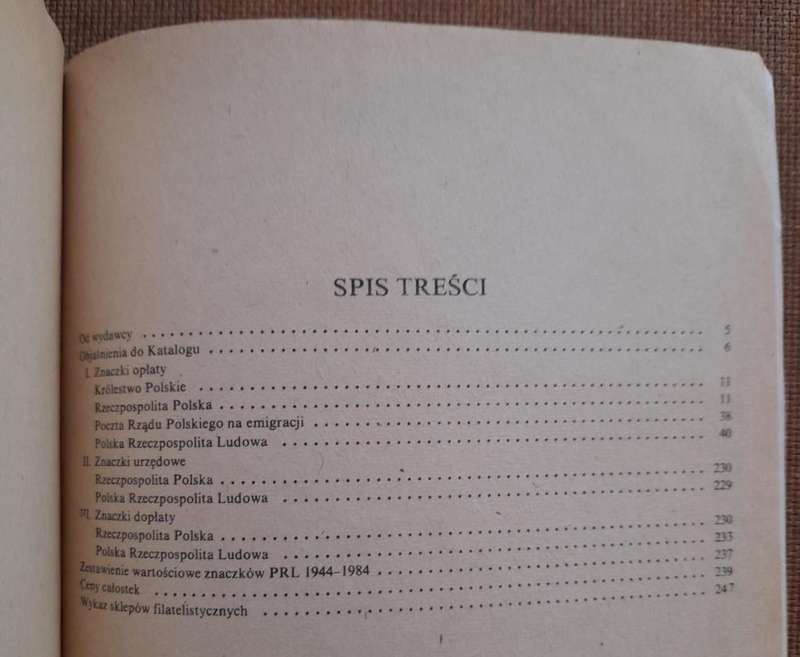 SPIS TREŚCI
Od wydawcy . . . . . . . . . . 5
Objaśnienia do Katalogu . . . . . . . . . . 6
I. Znaczki opłaty
Królestwo Polskie . . . . . . . . . . 11
Rzeczpospolita Polska . . . . . . . . . . 11
Poczta Rządu Polskiego na emigracji . . . . . . . . . . 38
Polska Rzeczpospolita Ludowa . . . . . . . . . . 40
II. Znaczki urzędowe
Rzeczpospolita Polska . . . . . . . . . . 230
Polska Rzeczpospolita Ludowa . . . . . . . . . . 229
III. Znaczki dopłaty
Rzeczpospolita Polska . . . . . . . . . . 230
Polska Rzeczpospolita Ludowa . . . . . . . . . . 233
Zestawienie wartościowe znaczków PRL 1944–1984 . . . . . . . . . . 237
Ceny całostek . . . . . . . . . . 239
Wykaz sklepów filatelistycznych . . . . . . . . . . 247